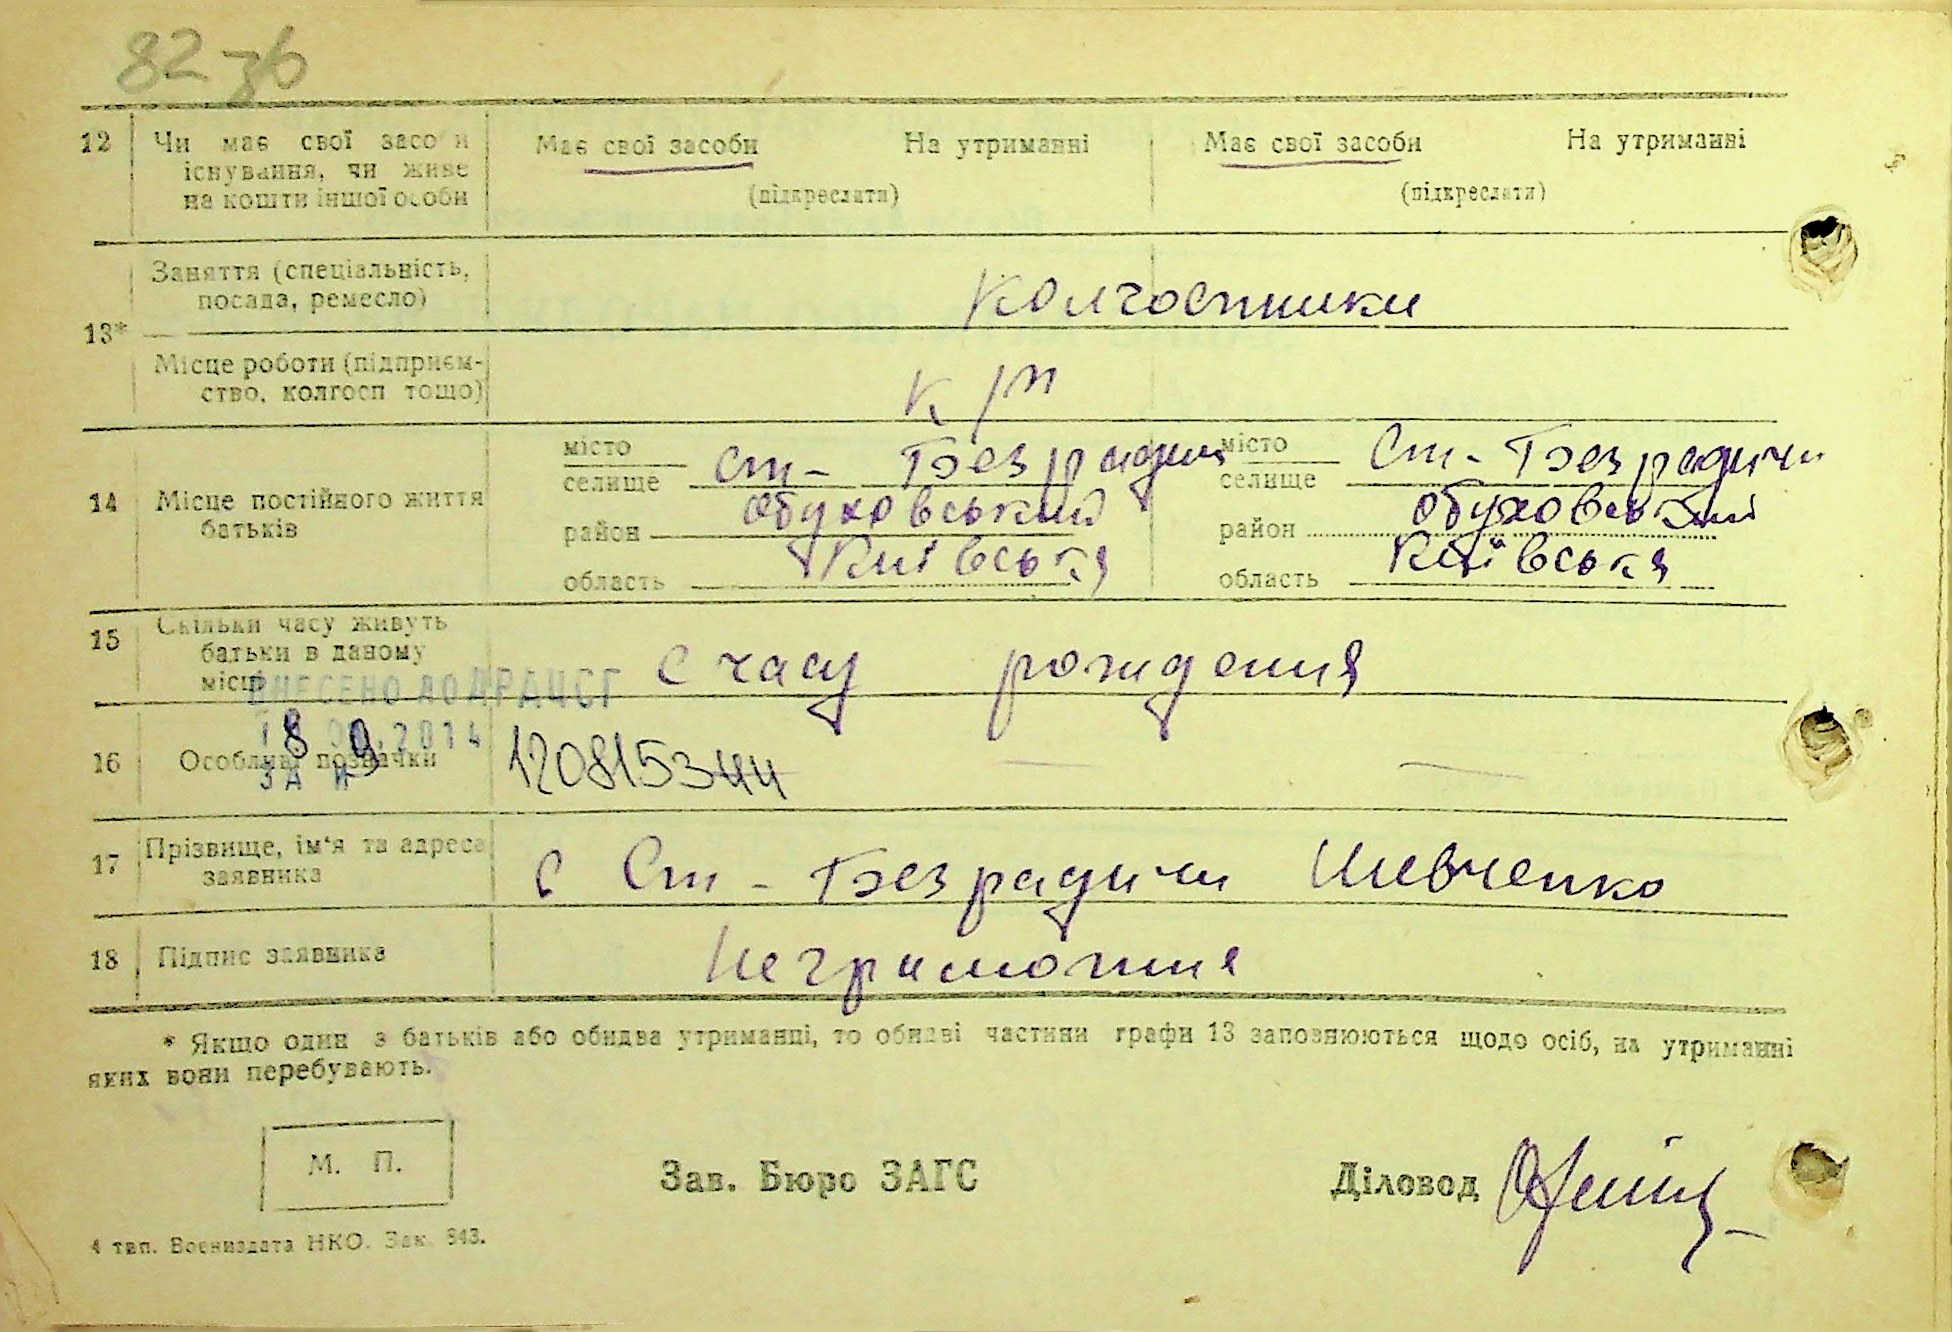 82 зв
12 Чи має свої засоби Має свої засоби На утриманні Має свої засоби На утриманні
існування, чи живе
на кошти іншої особи (підкреслити) (підкреслити)
Заняття (спеціальність,
посада, ремесло) Колгоспники
13*
Місце роботи (підприєм-
ство, колгосп тощо) к/г
місто місто
селище Ст-Безрадичи селище Ст-Безрадичи
14 Місце постійного життя
батьків район Обуховський район Обуховський
область Київська область Київська
15 Скільки часу живуть
батьки в даному
місці С часу рождения
ВНЕСЕНО ДО ДРАЦСГ
18 09.2014
16 Особливі позначки 120815344
ЗА №
17 Прізвище, ім'я та адреса
заявника С Ст-Безрадичи Шевченко
18 Підпис заявника Неграмотна
* Якщо один з батьків або обидва утриманці, то обидві частини графи 13 заповнюються щодо осіб, на утриманні
яких вони перебувають.
М. П.
Зав. Бюро ЗАГС Діловод
4 тип. Воениздата НКО. Зак. 843.